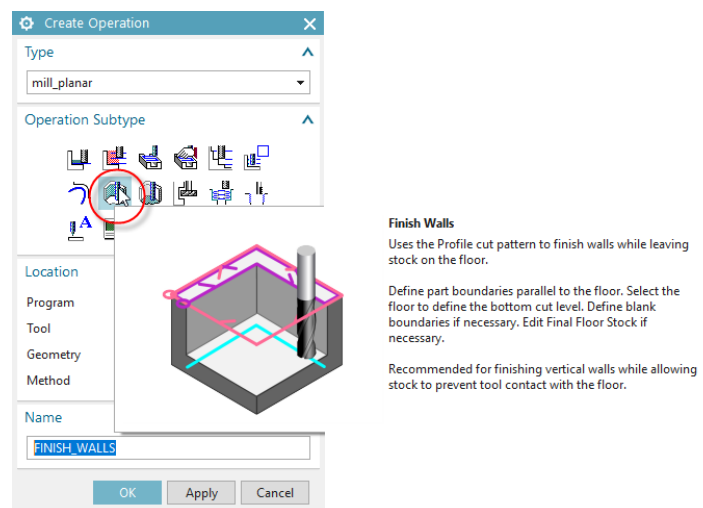 Create Operation
Type
mill_planar
Operation Subtype
A
Location
Program
Tool
Geometry
Method
Name
FINISH_WALLS
OK Apply Cancel
Finish Walls
Uses the Profile cut pattern to finish walls while leaving
stock on the floor.
Define part boundaries parallel to the floor. Select the
floor to define the bottom cut level. Define blank
boundaries if necessary. Edit Final Floor Stock if
necessary.
Recommended for finishing vertical walls while allowing
stock to prevent tool contact with the floor.